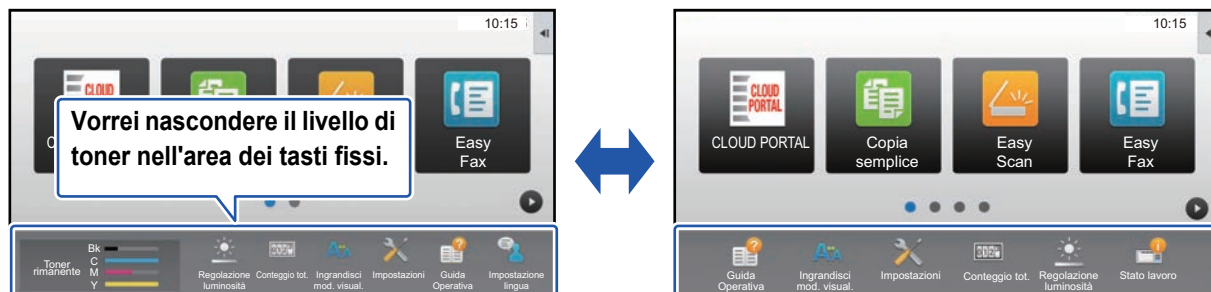 10:15
CLOUD
C
Easy
Fax
Vorrei nascondere il livello di
toner nell'area dei tasti fissi.
Toner
rimanente
Bk
C
M
Y
Regolazione
luminosità
Conteggio tot.
Ingrandisci
mod. visual.
Impostazioni
Guida
Operativa
Impostazione
lingua
10:15
CLOUD
PORTAL
CLOUD PORTAL
Copia
semplice
Easy
Scan
Easy
Fax
Guida
Operativa
Ingrandisci
mod. visual.
Impostazioni
Conteggio tot.
Regolazione
luminosità
Stato lavoro